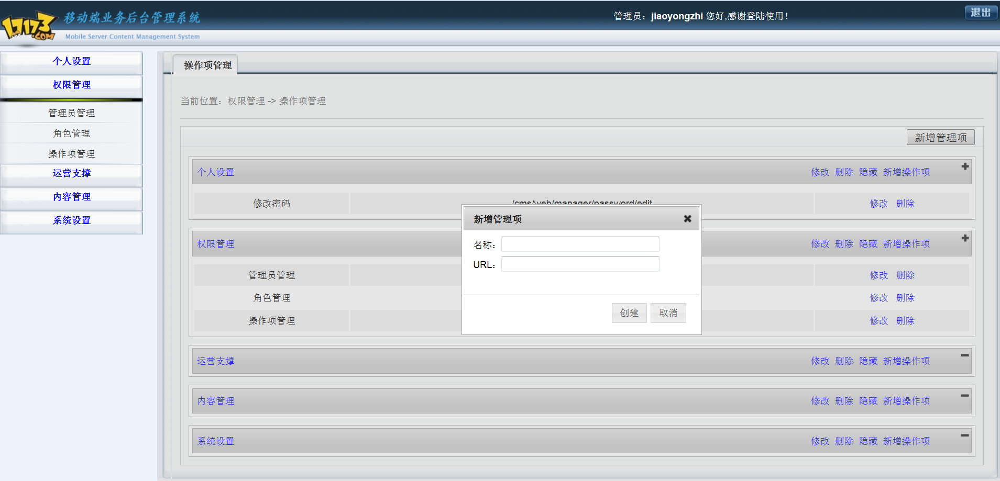 17173.COM
移动端业务后台管理系统
Mobile Server Content Management System
管理员：jiaoyongzhi 您好,感谢登陆使用！
退出
个人设置
权限管理
管理员管理
角色管理
操作项管理
运营支撑
内容管理
系统设置
操作项管理
当前位置：权限管理 -> 操作项管理
新增管理项
个人设置 修改 删除 隐藏 新增操作项
修改密码 /cms/web/manager/password/edit 修改 删除
权限管理 修改 删除 隐藏 新增操作项
管理员管理 修改 删除
角色管理 修改 删除
操作项管理 修改 删除
运营支撑 修改 删除 隐藏 新增操作项
内容管理 修改 删除 隐藏 新增操作项
系统设置 修改 删除 隐藏 新增操作项
新增管理项
名称：
URL：
创建 取消